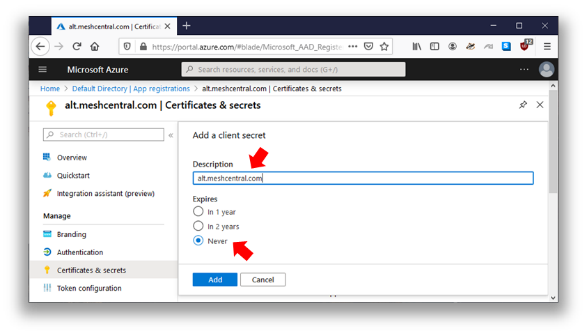 alt.meshcentral.com | Certificat
https://portal.azure.com/#blade/Microsoft_AAD_Registe
Microsoft Azure
Search resources, services, and docs (G+/)
Home > Default Directory | App registrations > alt.meshcentral.com | Certificates & secrets
alt.meshcentral.com | Certificates & secrets
Search (Ctrl+/)
«
Overview
Quickstart
Integration assistant (preview)
Manage
Branding
Authentication
Certificates & secrets
Token configuration
Add a client secret
Description
alt.meshcentral.com
Expires
In 1 year
In 2 years
Never
Add
Cancel